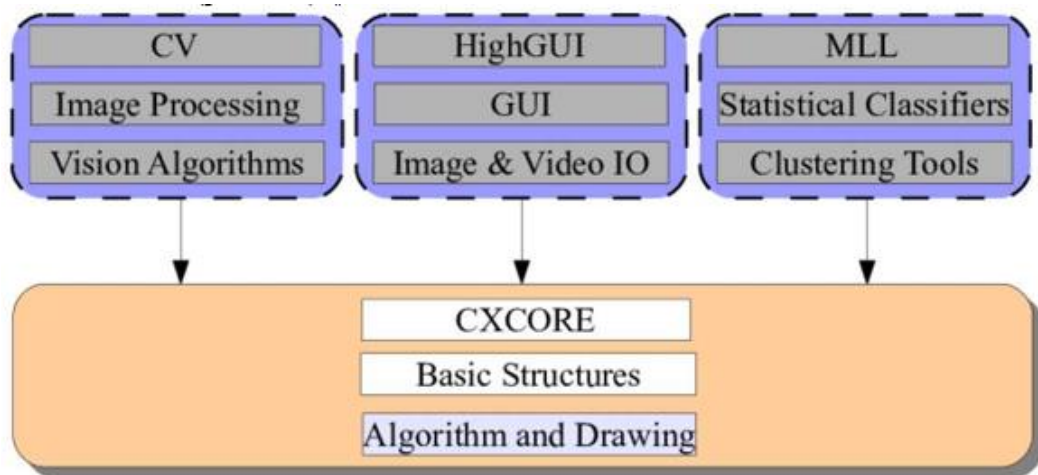 CV
Image Processing
Vision Algorithms
HighGUI
GUI
Image & Video IO
MLL
Statistical Classifiers
Clustering Tools
CXCORE
Basic Structures
Algorithm and Drawing